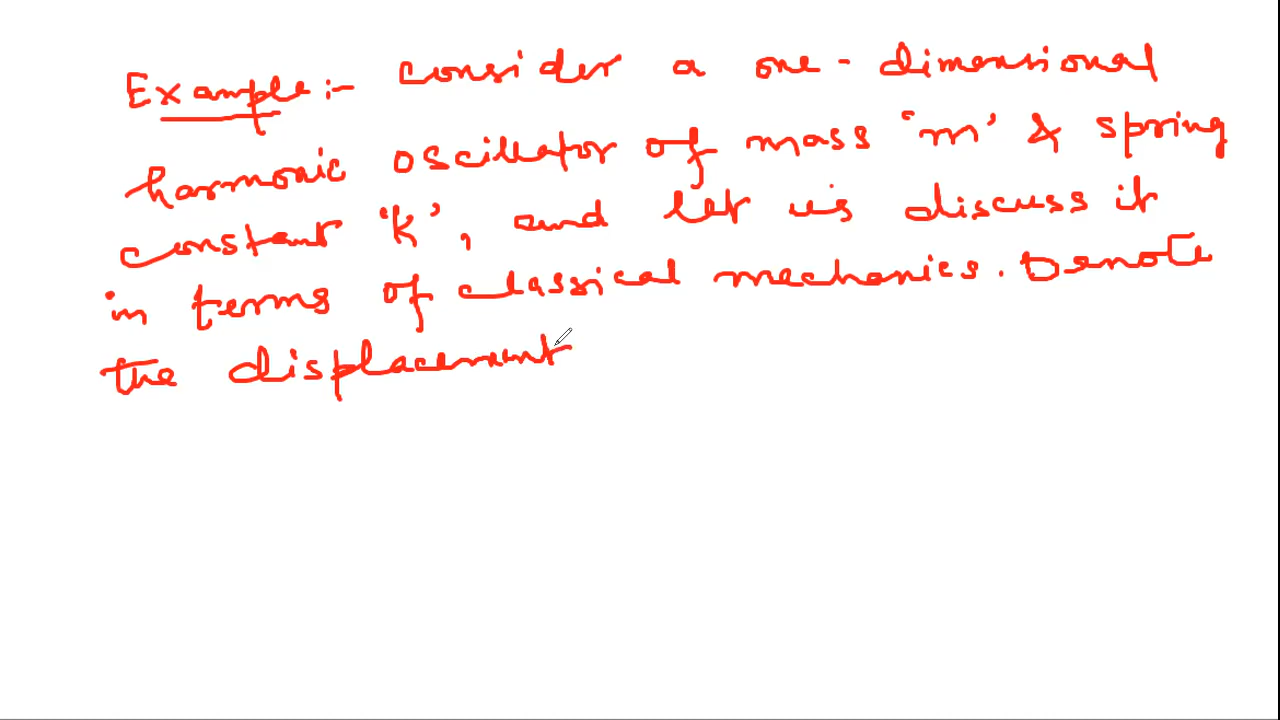 Example :- Consider a one-dimensional
harmonic oscillator of mass 'm' & spring
constant 'k', and let us discuss it
in terms of classical mechanics. Denote
the displacement